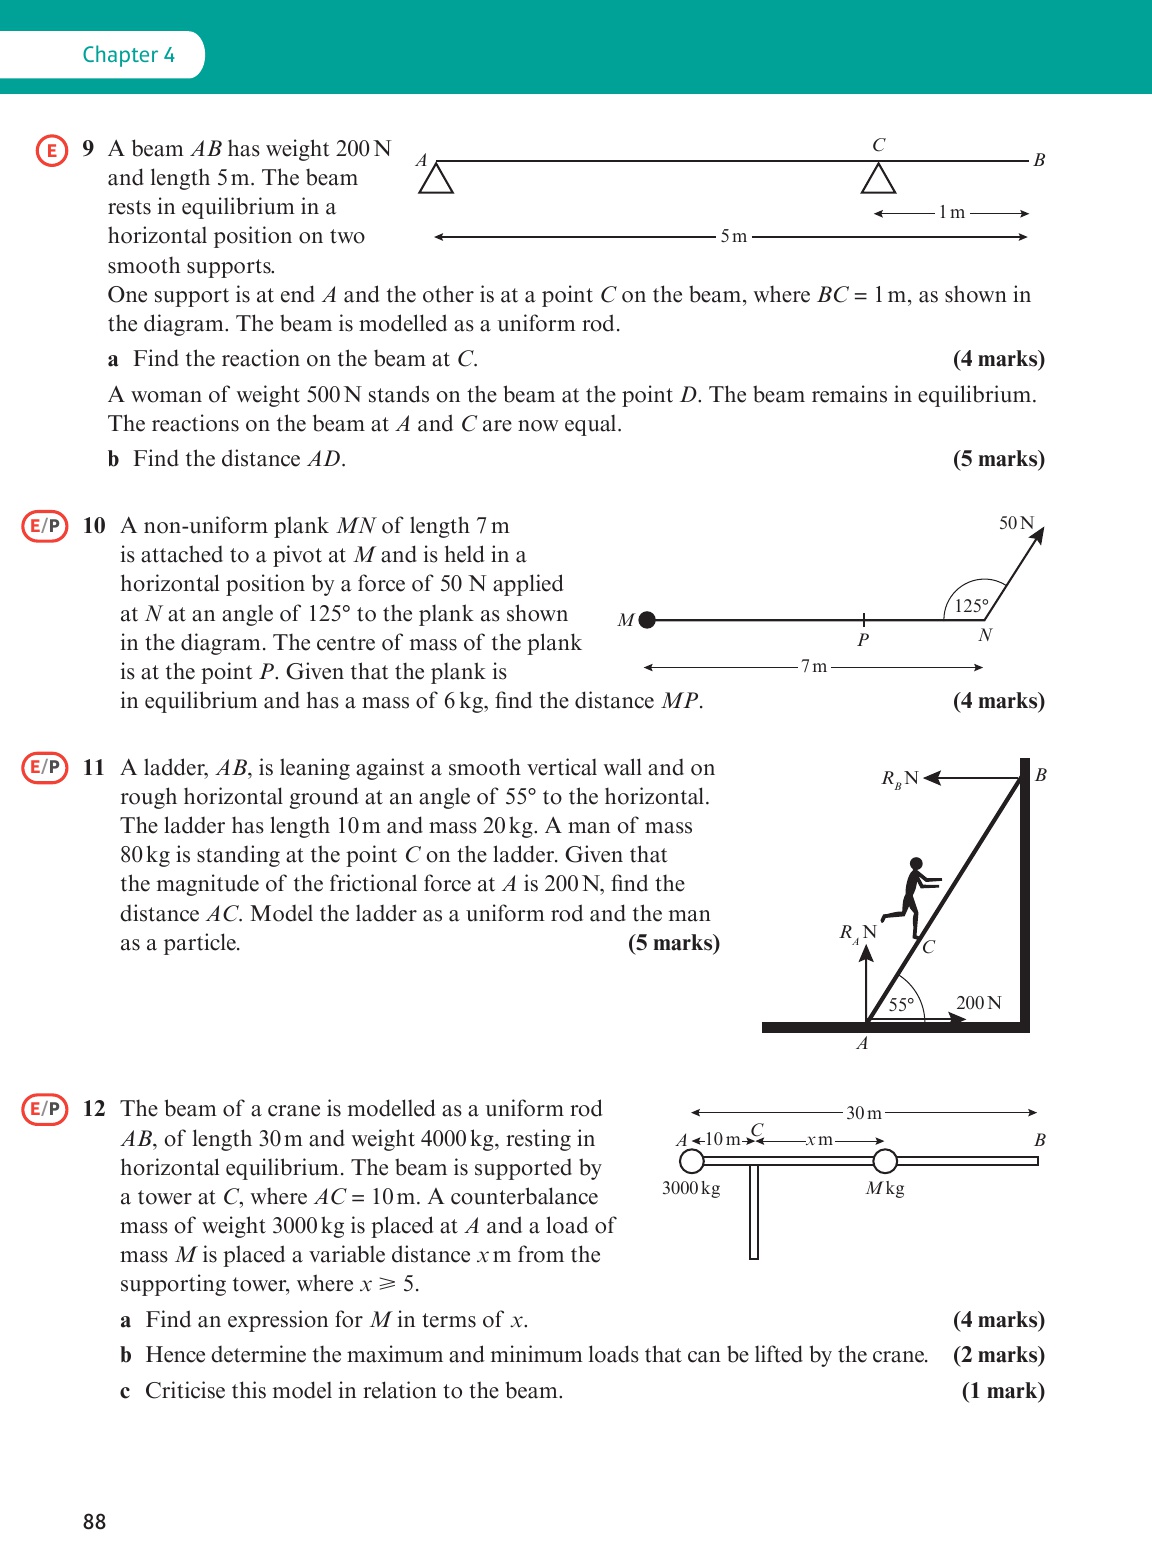 Chapter 4
E 9 A beam AB has weight 200 N
and length 5 m. The beam
rests in equilibrium in a
horizontal position on two
smooth supports.
A
C
B
1 m
5 m
One support is at end A and the other is at a point C on the beam, where BC = 1 m, as shown in
the diagram. The beam is modelled as a uniform rod.
a Find the reaction on the beam at C. (4 marks)
A woman of weight 500 N stands on the beam at the point D. The beam remains in equilibrium.
The reactions on the beam at A and C are now equal.
b Find the distance AD. (5 marks)
E/P 10 A non-uniform plank MN of length 7 m
is attached to a pivot at M and is held in a
horizontal position by a force of 50 N applied
at N at an angle of 125° to the plank as shown
in the diagram. The centre of mass of the plank
is at the point P. Given that the plank is
in equilibrium and has a mass of 6 kg, find the distance MP. (4 marks)
50 N
125°
M
P
N
7 m
E/P 11 A ladder, AB, is leaning against a smooth vertical wall and on
rough horizontal ground at an angle of 55° to the horizontal.
The ladder has length 10 m and mass 20 kg. A man of mass
80 kg is standing at the point C on the ladder. Given that
the magnitude of the frictional force at A is 200 N, find the
distance AC. Model the ladder as a uniform rod and the man
as a particle. (5 marks)
R_B N
B
R_A N
C
55°
200 N
A
E/P 12 The beam of a crane is modelled as a uniform rod
AB, of length 30 m and weight 4000 kg, resting in
horizontal equilibrium. The beam is supported by
a tower at C, where AC = 10 m. A counterbalance
mass of weight 3000 kg is placed at A and a load of
mass M is placed a variable distance x m from the
supporting tower, where x ⩾ 5.
30 m
A 10 m C x m B
3000 kg
M kg
a Find an expression for M in terms of x. (4 marks)
b Hence determine the maximum and minimum loads that can be lifted by the crane. (2 marks)
c Criticise this model in relation to the beam. (1 mark)
88